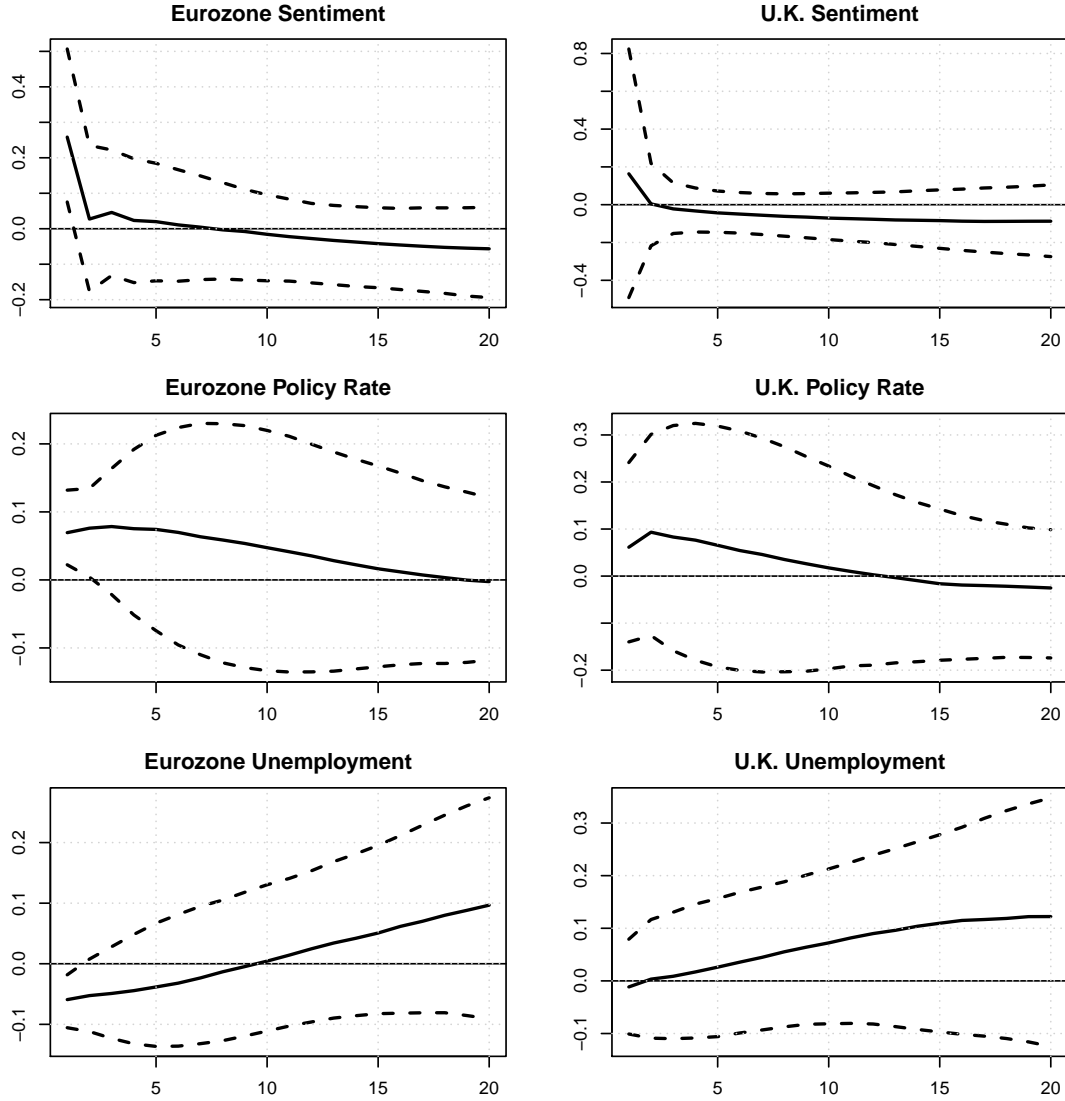 Eurozone Sentiment
0.4
0.2
0.0
−0.2
5 10 15 20
U.K. Sentiment
0.8
0.4
0.0
−0.4
5 10 15 20
Eurozone Policy Rate
0.2
0.1
0.0
−0.1
5 10 15 20
U.K. Policy Rate
0.3
0.2
0.1
0.0
−0.2
5 10 15 20
Eurozone Unemployment
0.2
0.1
0.0
−0.1
5 10 15 20
U.K. Unemployment
0.3
0.2
0.1
0.0
−0.1
5 10 15 20